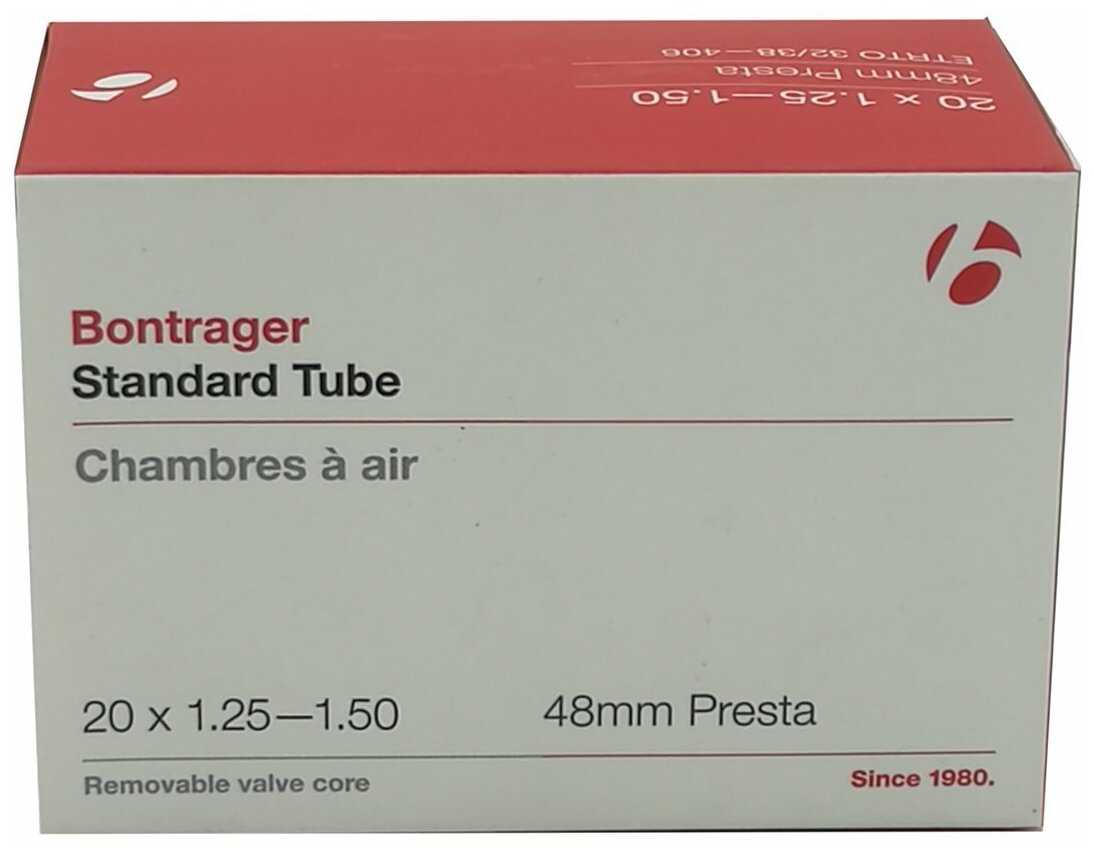 ETRTO 32/38—406
48mm Presta
20 x 1.25—1.50
Bontrager
Standard Tube
Chambres à air
20 x 1.25—1.50 48mm Presta
Removable valve core Since 1980.